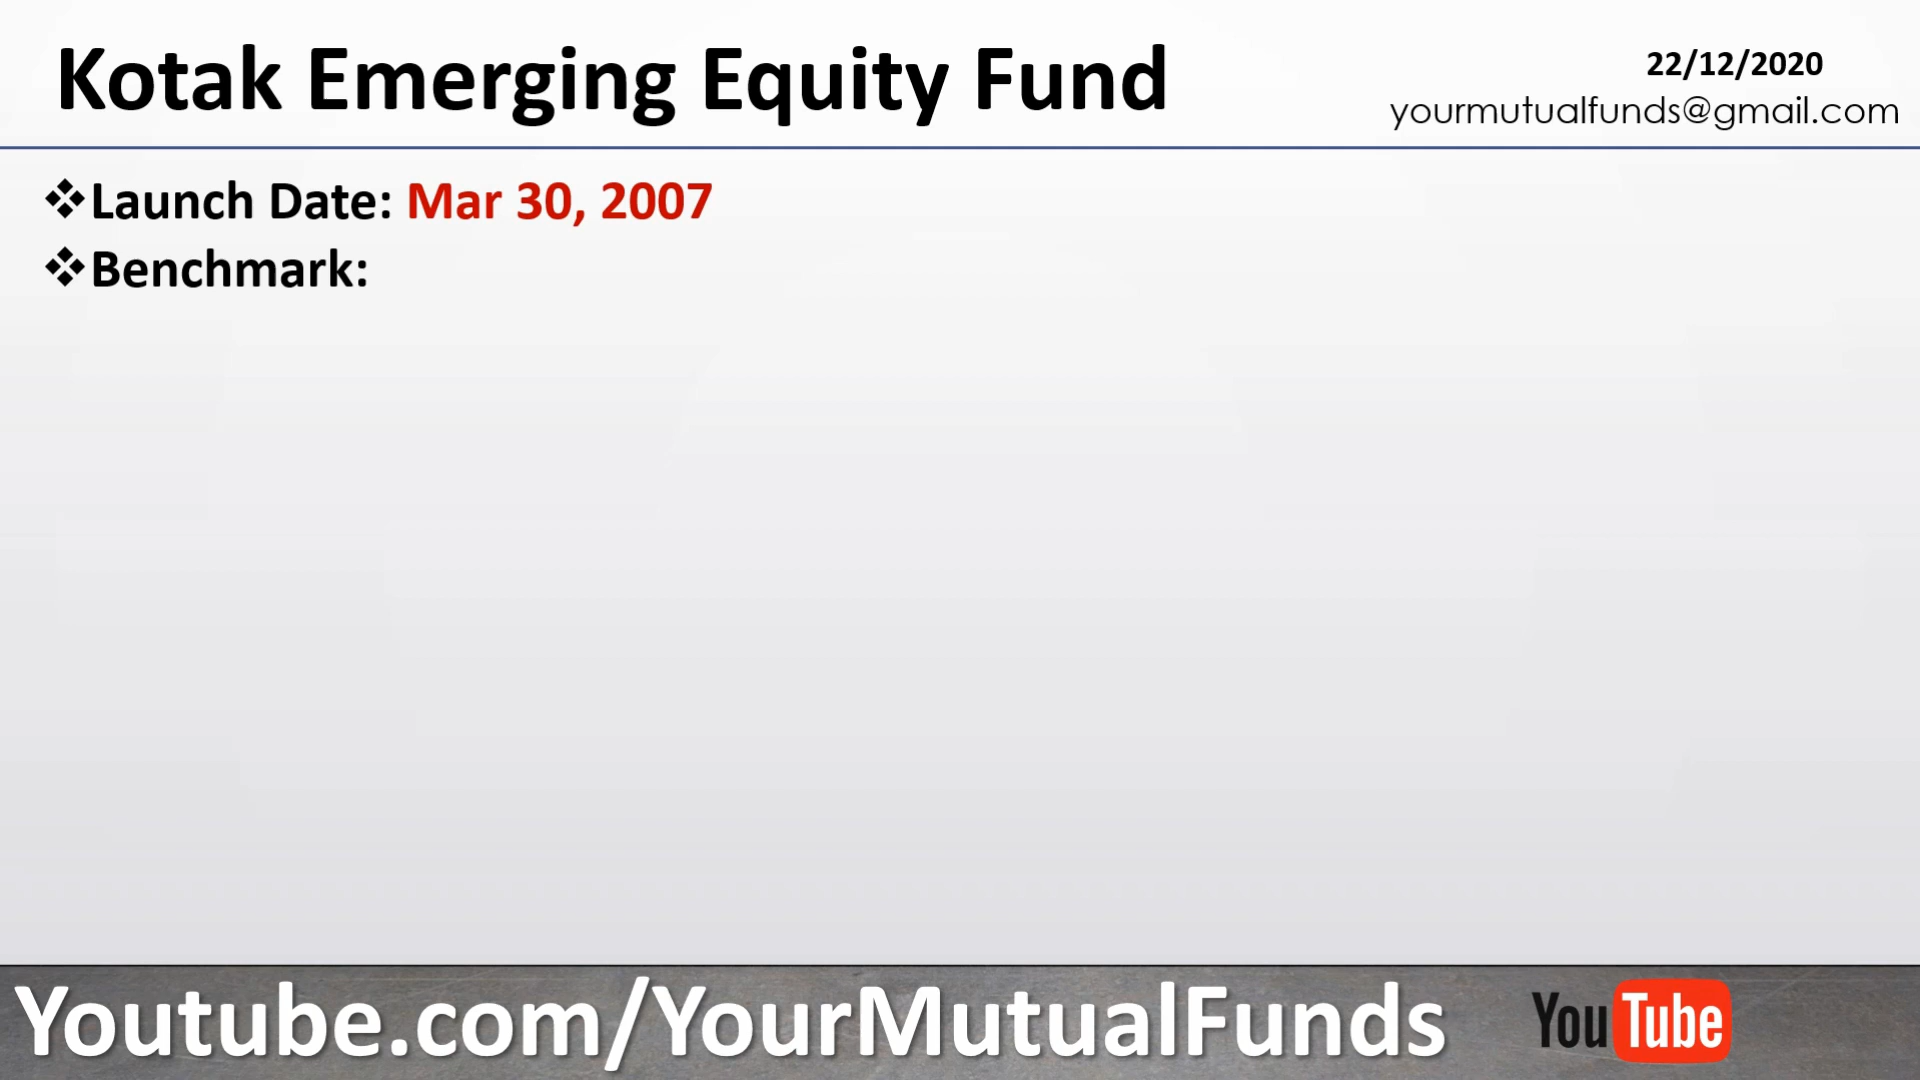 Kotak Emerging Equity Fund
22/12/2020
yourmutualfunds@gmail.com
❖Launch Date: Mar 30, 2007
❖Benchmark:
Youtube.com/YourMutualFunds
YouTube